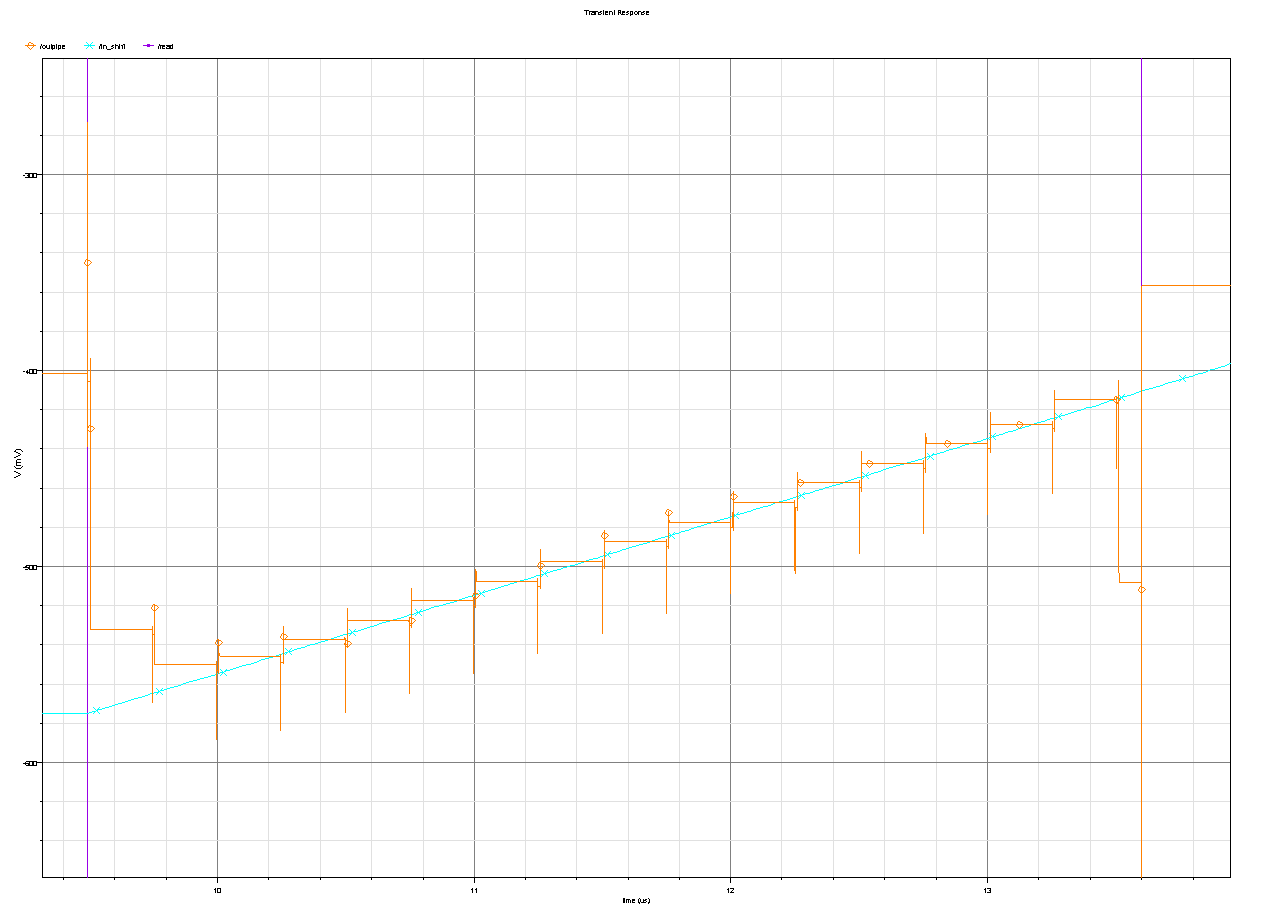 Transient Response
/outpipe /in_shift /read
-300
-400
V (mV)
-500
-600
10 11 12 13
time (us)